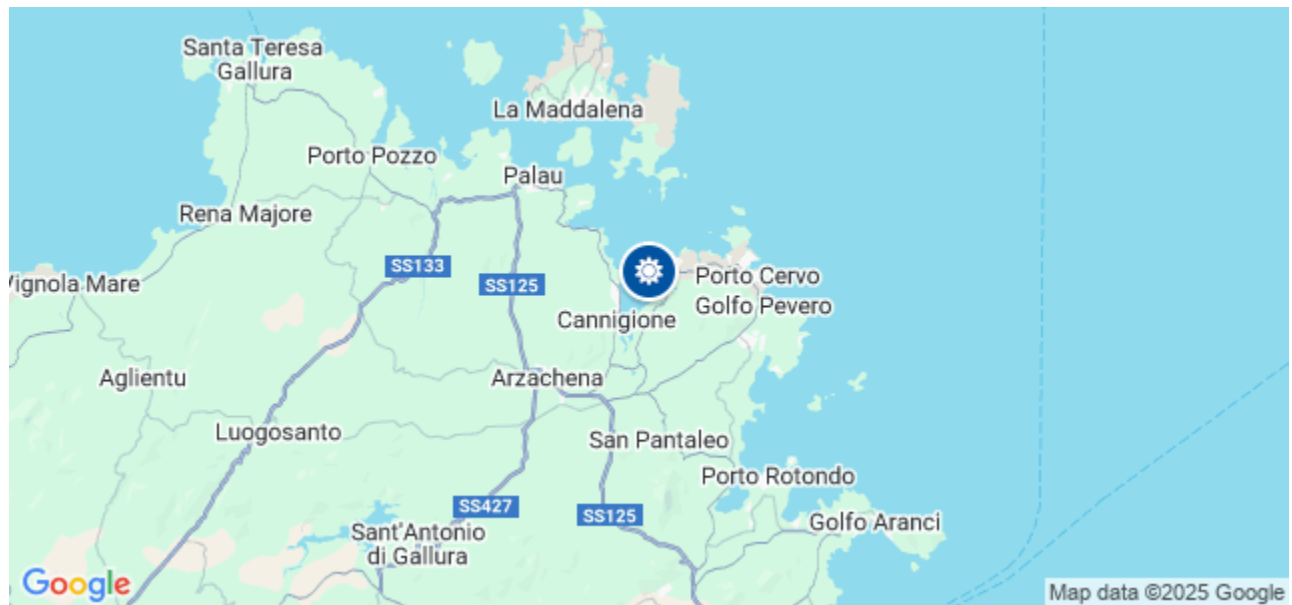 Santa Teresa
Gallura
La Maddalena
Porto Pozzo
Palau
Rena Majore
SS133
SS125
Vignola Mare
Porto Cervo
Golfo Pevero
Cannigione
Aglientu
Arzachena
Luogosanto
San Pantaleo
Porto Rotondo
SS427
SS125
Golfo Aranci
Sant'Antonio
di Gallura
Google
Map data ©2025 Google